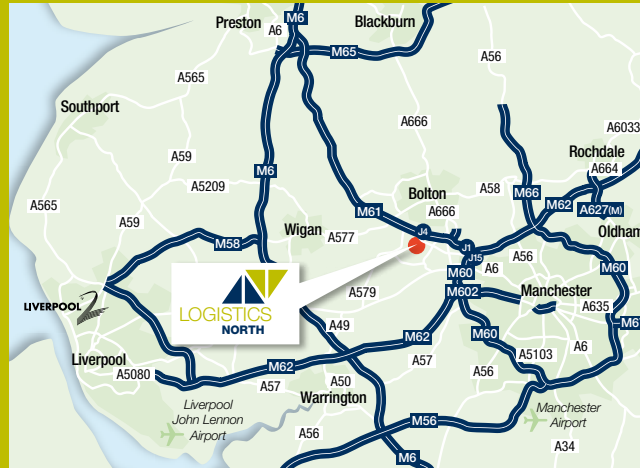 Preston
M6
Blackburn
A6
M65
A56
A565
Southport
A666
A6033
A59
M6
Rochdale
A664
A5209
Bolton
A58
M66
M62
A627(M)
A565
A59
M61
A666
Oldham
M58
Wigan
A577
J4
J1
J15
A56
M60
A6
M60
LOGISTICS
NORTH
A579
M602
Manchester
A635
LIVERPOOL 2
A49
M62
M60
Liverpool
A5080
M62
A57
A5103
A6
A57
A50
A56
Warrington
Liverpool
John Lennon
Airport
A56
M56
Manchester
Airport
M6
A34